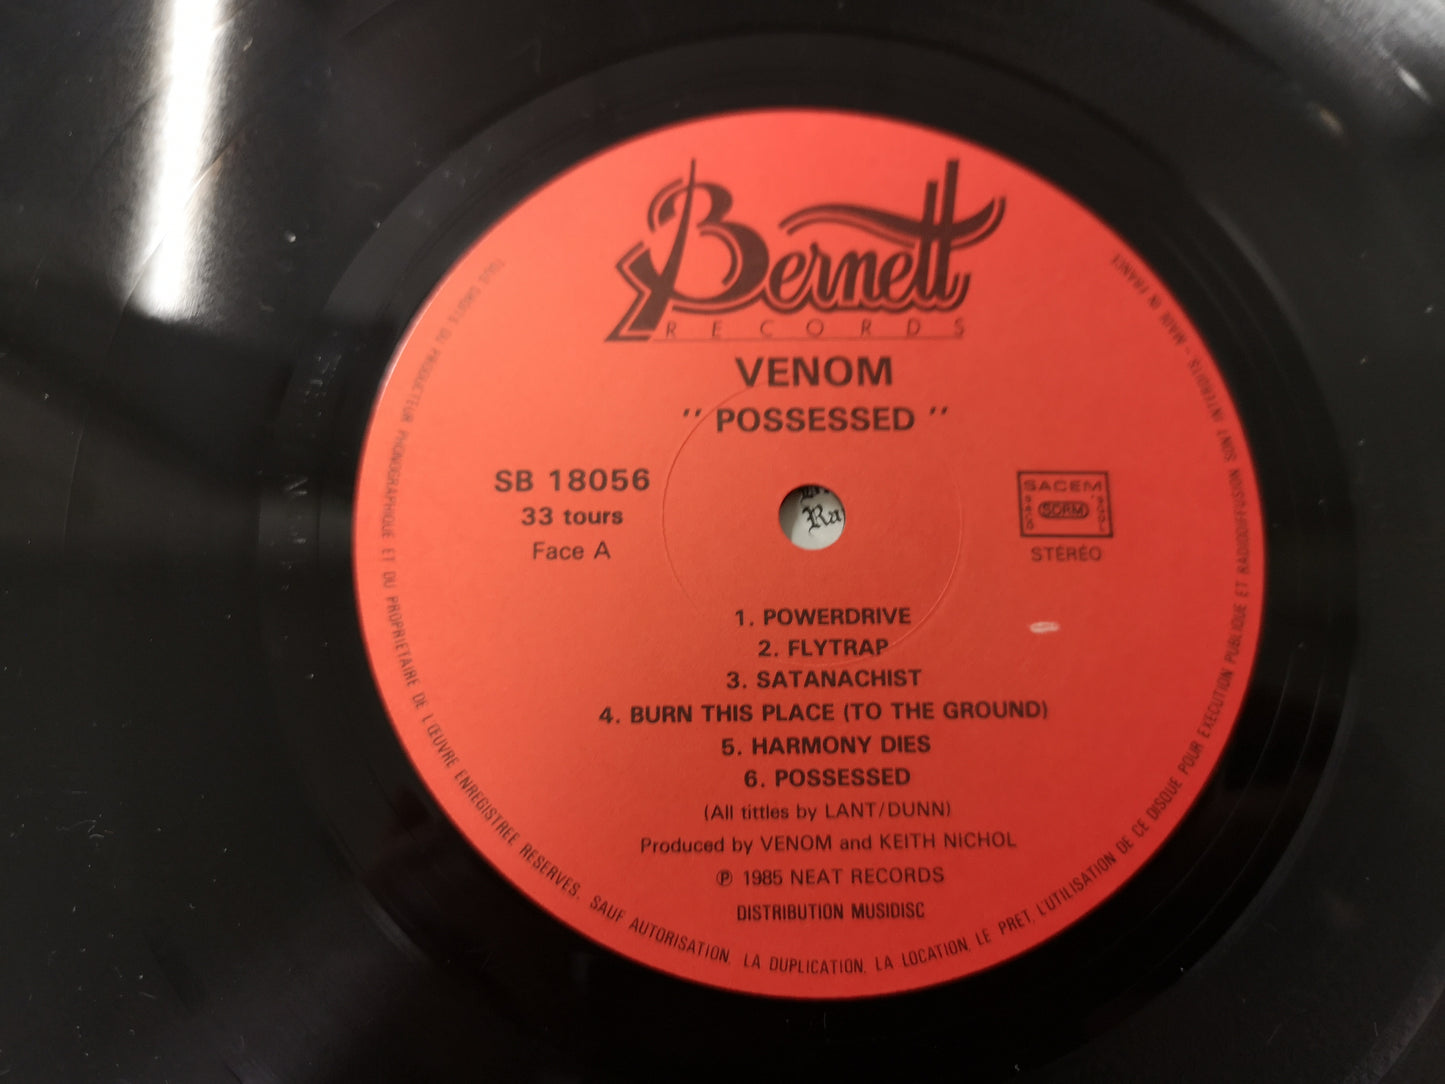 Bernett
RECORDS
VENOM
" POSSESSED "
SB 18056
33 tours
Face A
SACEM
SACD
SDRM
STÉRÉO
Ra
1. POWERDRIVE
2. FLYTRAP
3. SATANACHIST
4. BURN THIS PLACE (TO THE GROUND)
5. HARMONY DIES
6. POSSESSED
(All tittles by LANT/DUNN)
Produced by VENOM and KEITH NICHOL
℗ 1985 NEAT RECORDS
DISTRIBUTION MUSIDISC
TOUS DROITS DU PRODUCTEUR PHONOGRAPHIQUE ET DU PROPRIETAIRE DE L'ŒUVRE ENREGISTREE RESERVES. SAUF AUTORISATION, LA DUPLICATION, LA LOCATION, LE PRET, L'UTILISATION DE CE DISQUE POUR EXECUTION PUBLIQUE ET RADIODIFFUSION SONT INTERDITS - MADE IN FRANCE